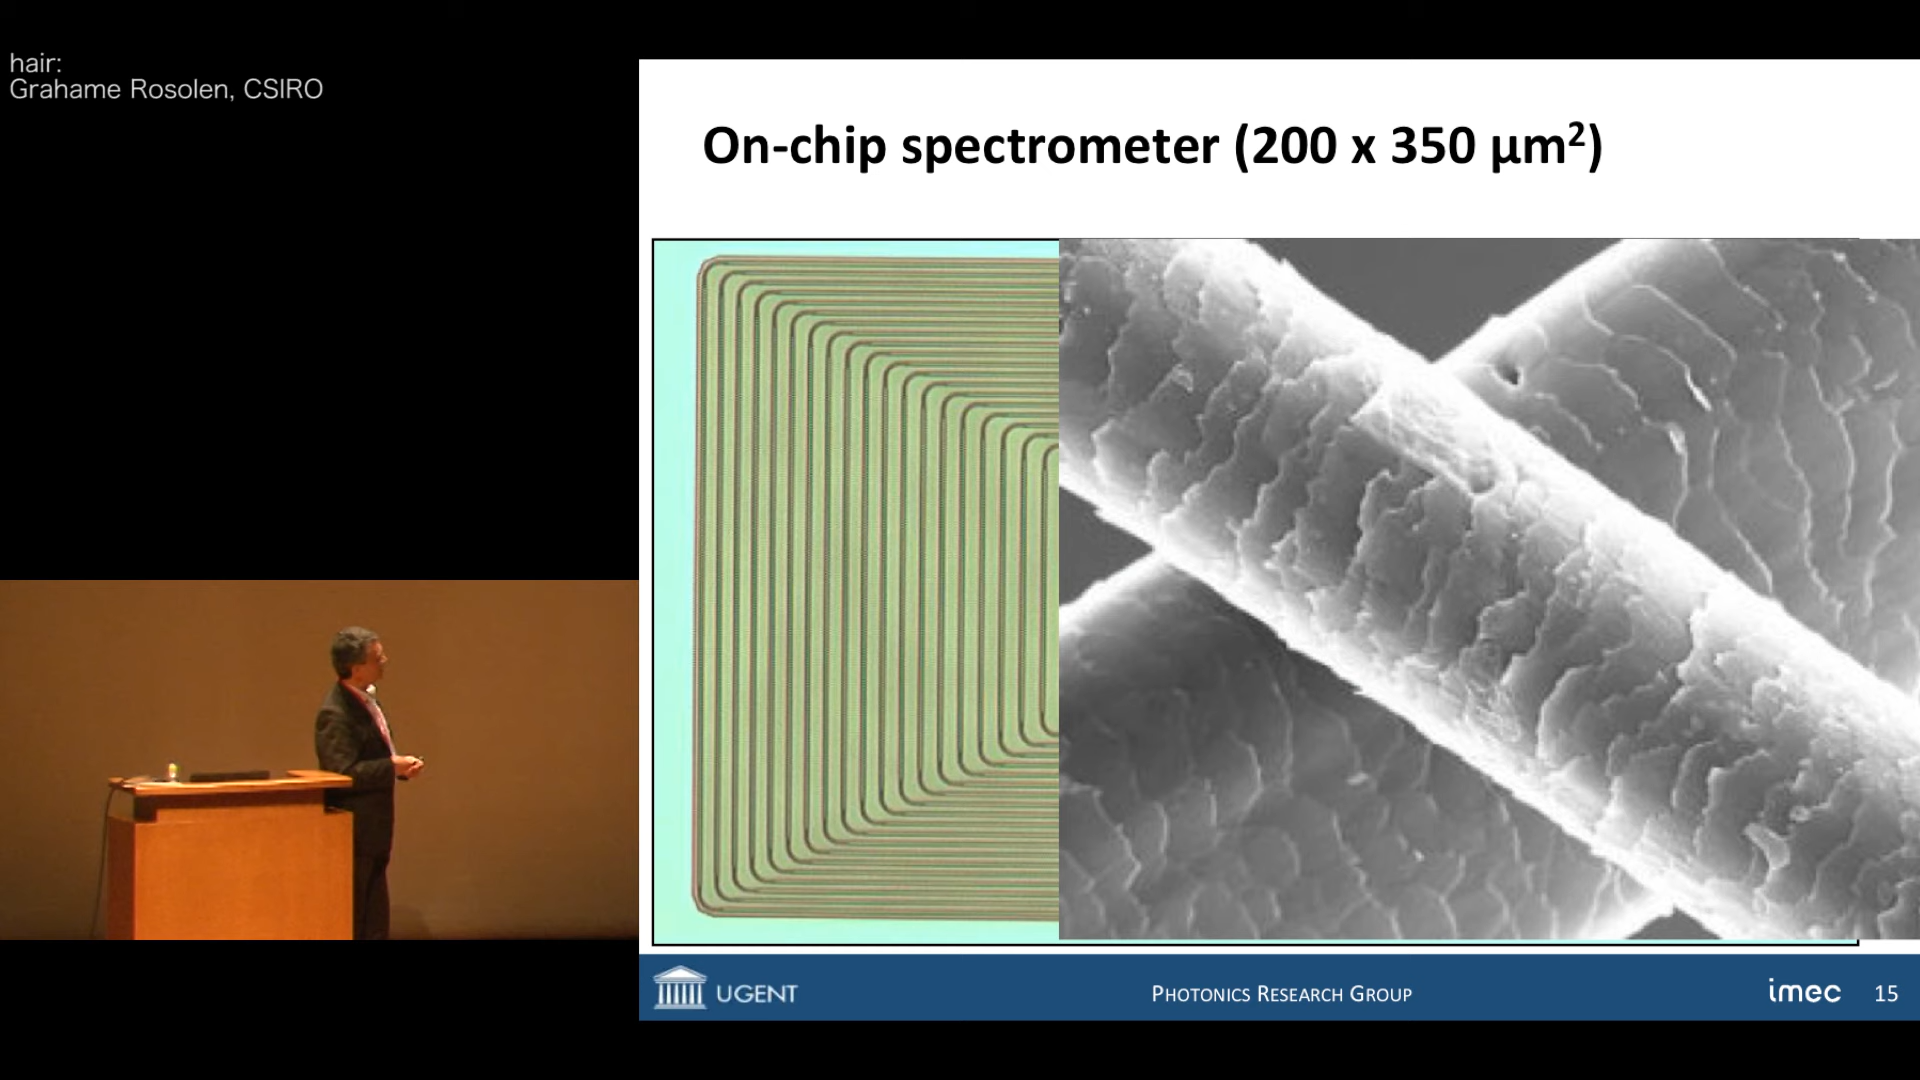 hair:
Grahame Rosolen, CSIRO
On-chip spectrometer (200 x 350 µm²)
UGENT
PHOTONICS RESEARCH GROUP
imec
15